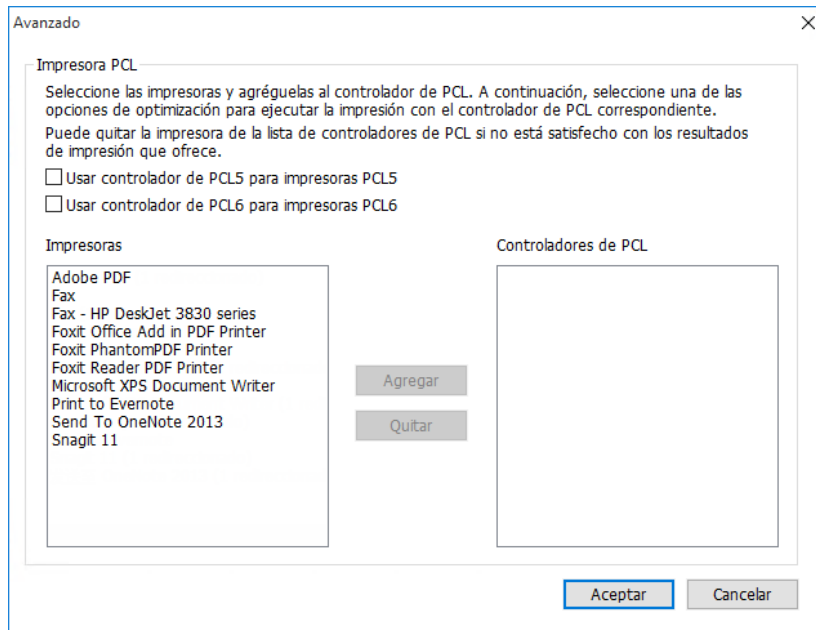 Avanzado
Impresora PCL
Seleccione las impresoras y agréguelas al controlador de PCL. A continuación, seleccione una de las
opciones de optimización para ejecutar la impresión con el controlador de PCL correspondiente.
Puede quitar la impresora de la lista de controladores de PCL si no está satisfecho con los resultados
de impresión que ofrece.
Usar controlador de PCL5 para impresoras PCL5
Usar controlador de PCL6 para impresoras PCL6
Impresoras
Adobe PDF
Fax
Fax - HP DeskJet 3830 series
Foxit Office Add in PDF Printer
Foxit PhantomPDF Printer
Foxit Reader PDF Printer
Microsoft XPS Document Writer
Print to Evernote
Send To OneNote 2013
Snagit 11
Agregar
Quitar
Controladores de PCL
Aceptar
Cancelar